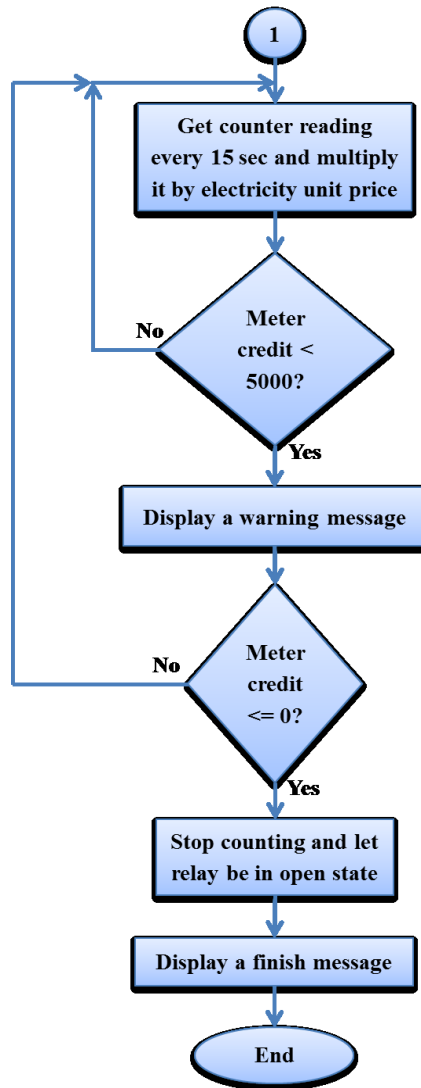 1
Get counter reading
every 15 sec and multiply
it by electricity unit price
Meter
credit <
5000?
No
Yes
Display a warning message
Meter
credit
<= 0?
No
Yes
Stop counting and let
relay be in open state
Display a finish message
End